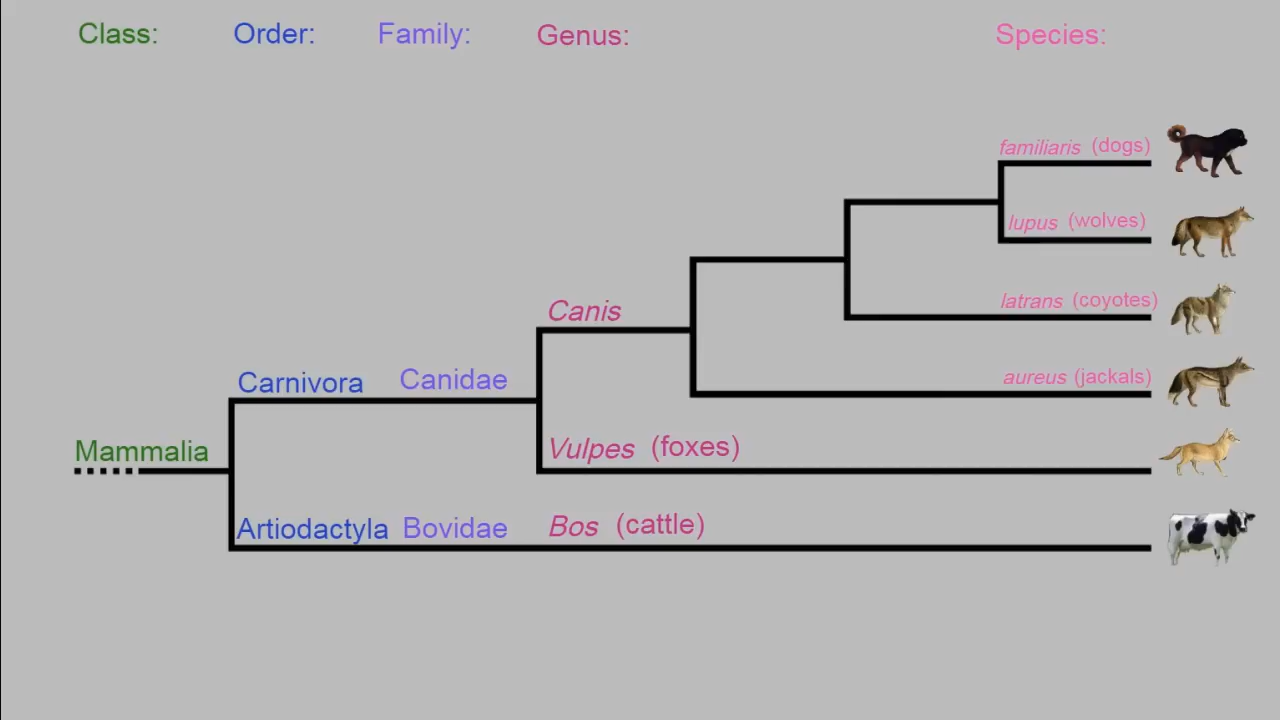 Class: Order: Family: Genus: Species:
familiaris (dogs)
lupus (wolves)
latrans (coyotes)
Canis
aureus (jackals)
Carnivora Canidae
Mammalia
Vulpes (foxes)
Artiodactyla Bovidae Bos (cattle)